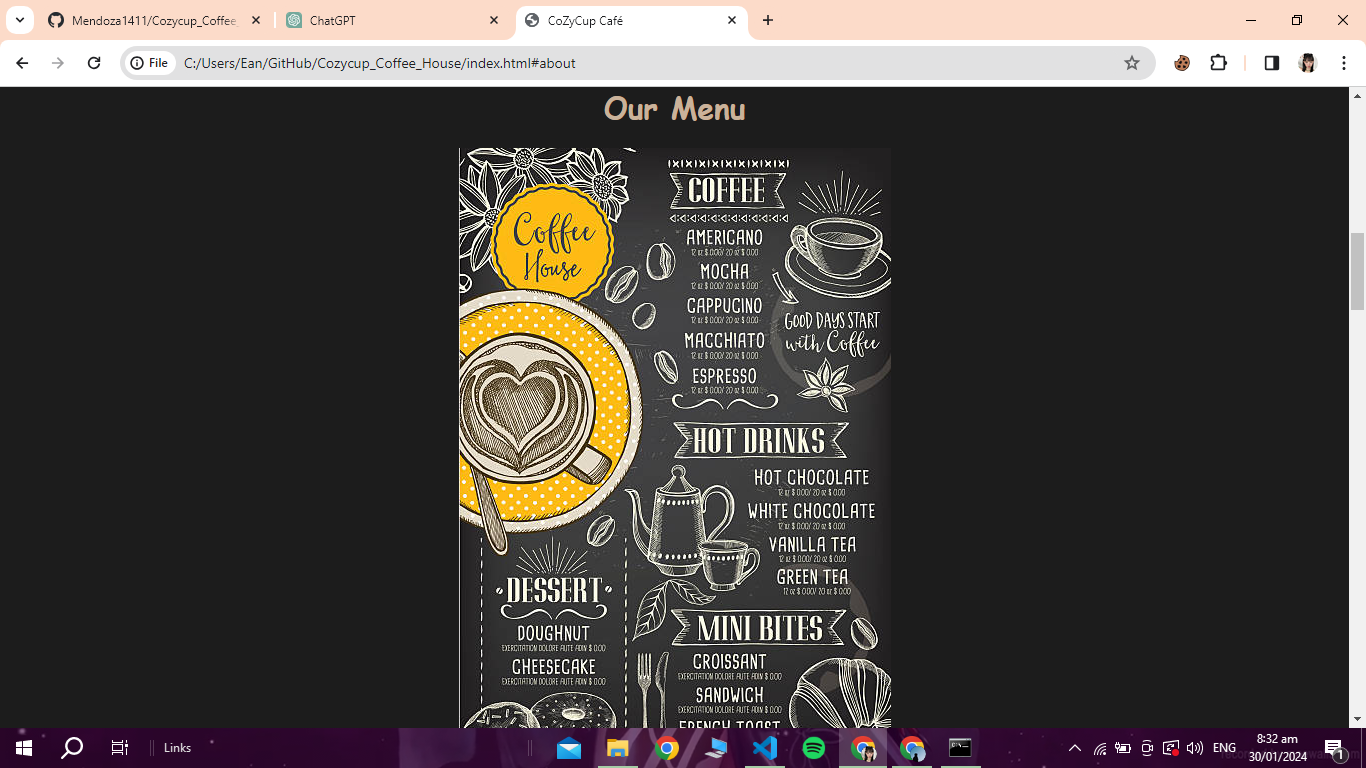 Mendoza1411/Cozycup_Coffee_
ChatGPT
CoZyCup Café
File
C:/Users/Ean/GitHub/Cozycup_Coffee_House/index.html#about
Our Menu
Coffee
House
COFFEE
AMERICANO
12 oz $ 0.00/ 20 oz $ 0.00
MOCHA
12 oz $ 0.00/ 20 oz $ 0.00
CAPPUCINO
12 oz $ 0.00/ 20 oz $ 0.00
MACCHIATO
12 oz $ 0.00/ 20 oz $ 0.00
ESPRESSO
12 oz $ 0.00/ 20 oz $ 0.00
GOOD DAYS START
with Coffee
HOT DRINKS
HOT CHOCOLATE
12 oz $ 0.00/ 20 oz $ 0.00
WHITE CHOCOLATE
12 oz $ 0.00/ 20 oz $ 0.00
VANILLA TEA
12 oz $ 0.00/ 20 oz $ 0.00
GREEN TEA
12 oz $ 0.00/ 20 oz $ 0.00
DESSERT
DOUGHNUT
EXERCITATION DOLORE AUTE ADIN $ 0.00
CHEESECAKE
EXERCITATION DOLORE AUTE ADIN $ 0.00
MINI BITES
CROISSANT
EXERCITATION DOLORE AUTE ADIN $ 0.00
SANDWICH
EXERCITATION DOLORE AUTE ADIN $ 0.00
FRENCH TOAST
Links
ENG
8:32 am
30/01/2024
1